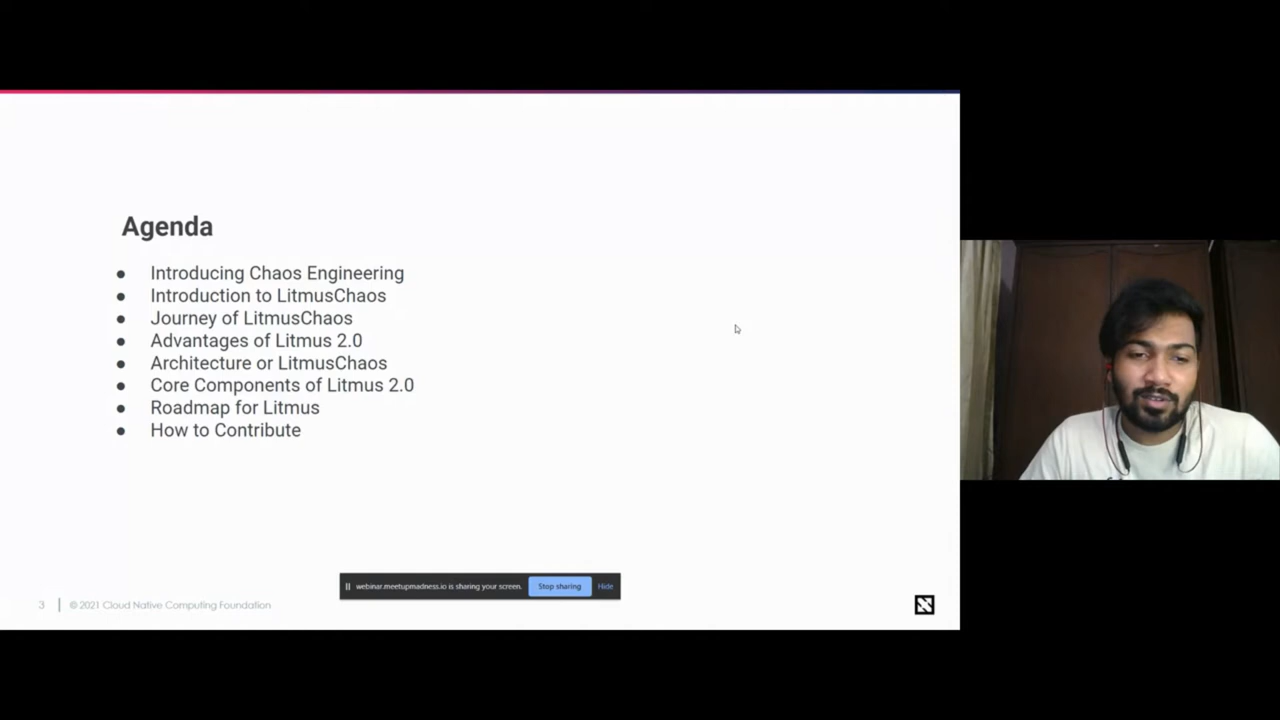 Agenda
● Introducing Chaos Engineering
● Introduction to LitmusChaos
● Journey of LitmusChaos
● Advantages of Litmus 2.0
● Architecture or LitmusChaos
● Core Components of Litmus 2.0
● Roadmap for Litmus
● How to Contribute
webinar.meetupmadness.io is sharing your screen. Stop sharing Hide
3 © 2021 Cloud Native Computing Foundation